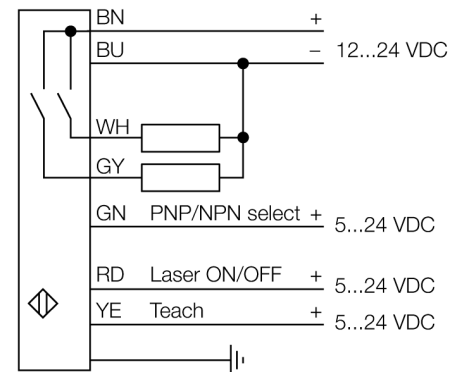 BN +
BU – 12...24 VDC
WH
GY
GN PNP/NPN select + 5...24 VDC
RD Laser ON/OFF + 5...24 VDC
YE Teach + 5...24 VDC